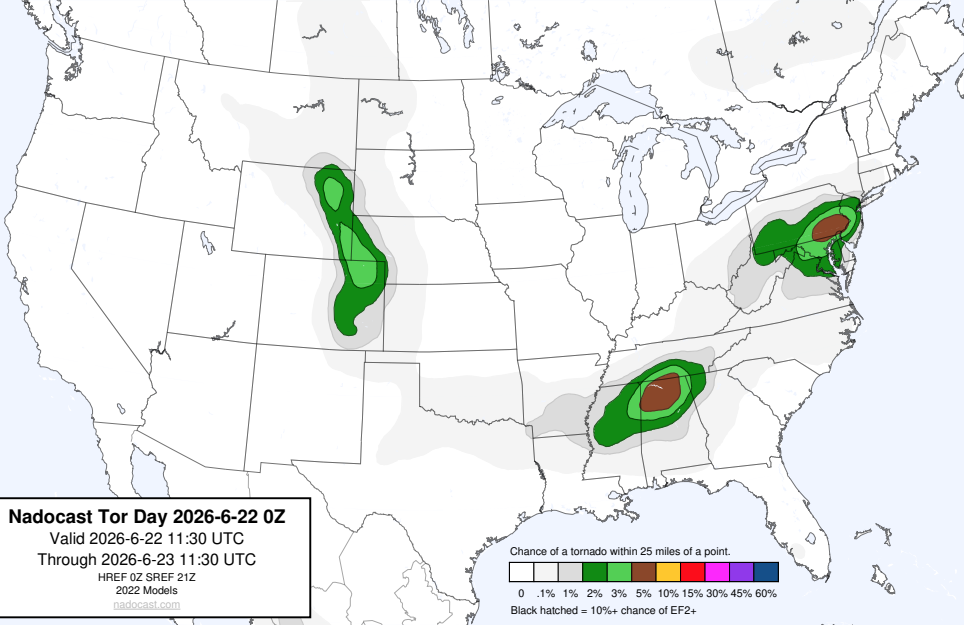 Nadocast Tor Day 2026-6-22 0Z
Valid 2026-6-22 11:30 UTC
Through 2026-6-23 11:30 UTC
HREF 0Z SREF 21Z
2022 Models
nadocast.com
Chance of a tornado within 25 miles of a point.
0 .1% 1% 2% 3% 5% 10% 15% 30% 45% 60%
Black hatched = 10%+ chance of EF2+